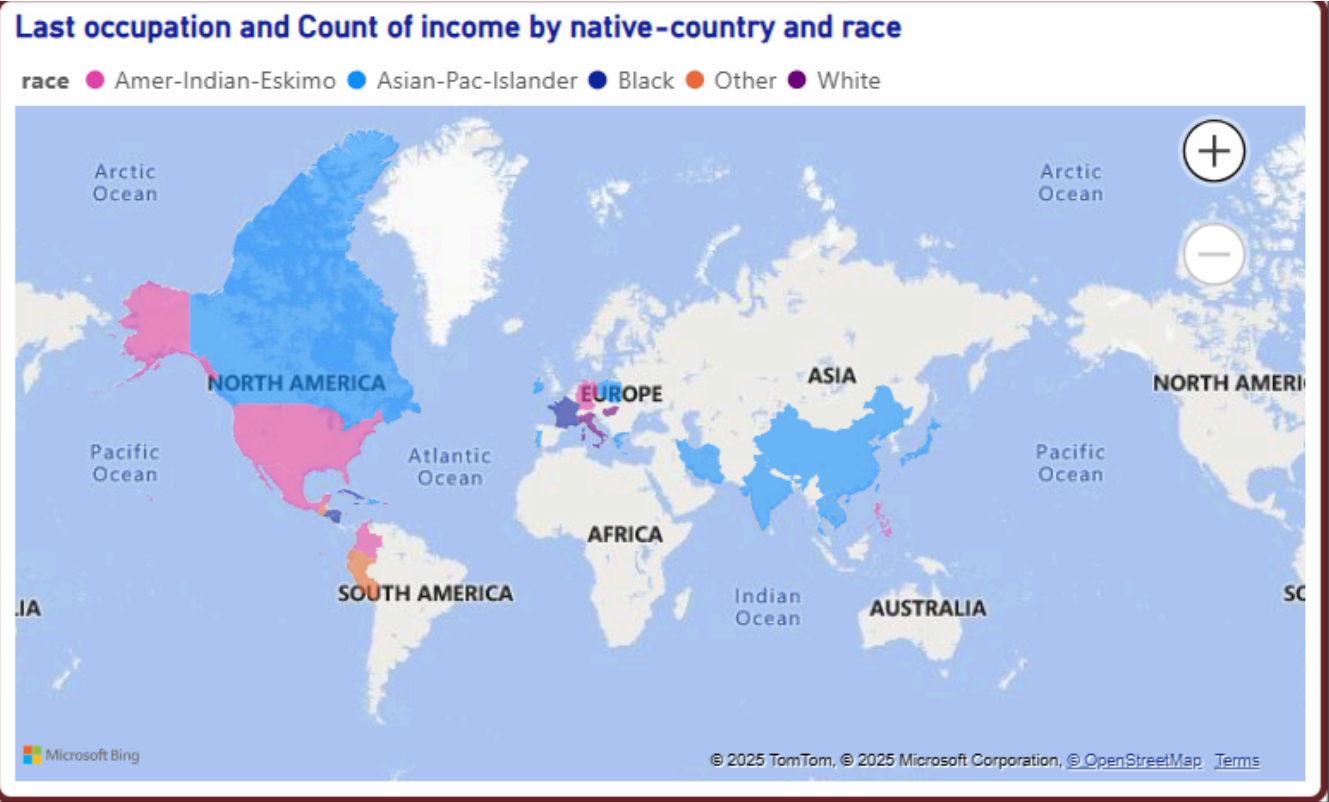 Last occupation and Count of income by native-country and race
race Amer-Indian-Eskimo Asian-Pac-Islander Black Other White
Arctic
Ocean
Arctic
Ocean
NORTH AMERICA
EUROPE
ASIA
NORTH AMERI
Pacific
Ocean
Atlantic
Ocean
Pacific
Ocean
AFRICA
SOUTH AMERICA
Indian
Ocean
AUSTRALIA
SO
IA
Microsoft Bing
© 2025 TomTom, © 2025 Microsoft Corporation, © OpenStreetMap Terms